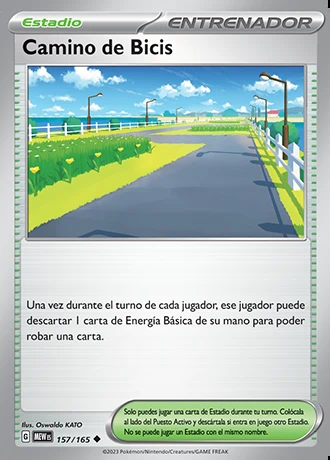 Estadio
ENTRENADOR
Camino de Bicis
Una vez durante el turno de cada jugador, ese jugador puede
descartar 1 carta de Energía Básica de su mano para poder
robar una carta.
Ilus. Oswaldo KATO
G MEW ES 157/165
Solo puedes jugar una carta de Estadio durante tu turno. Colócala
al lado del Puesto Activo y descártala si entra en juego otro Estadio.
No se puede jugar un Estadio con el mismo nombre.
©2023 Pokémon/Nintendo/Creatures/GAME FREAK